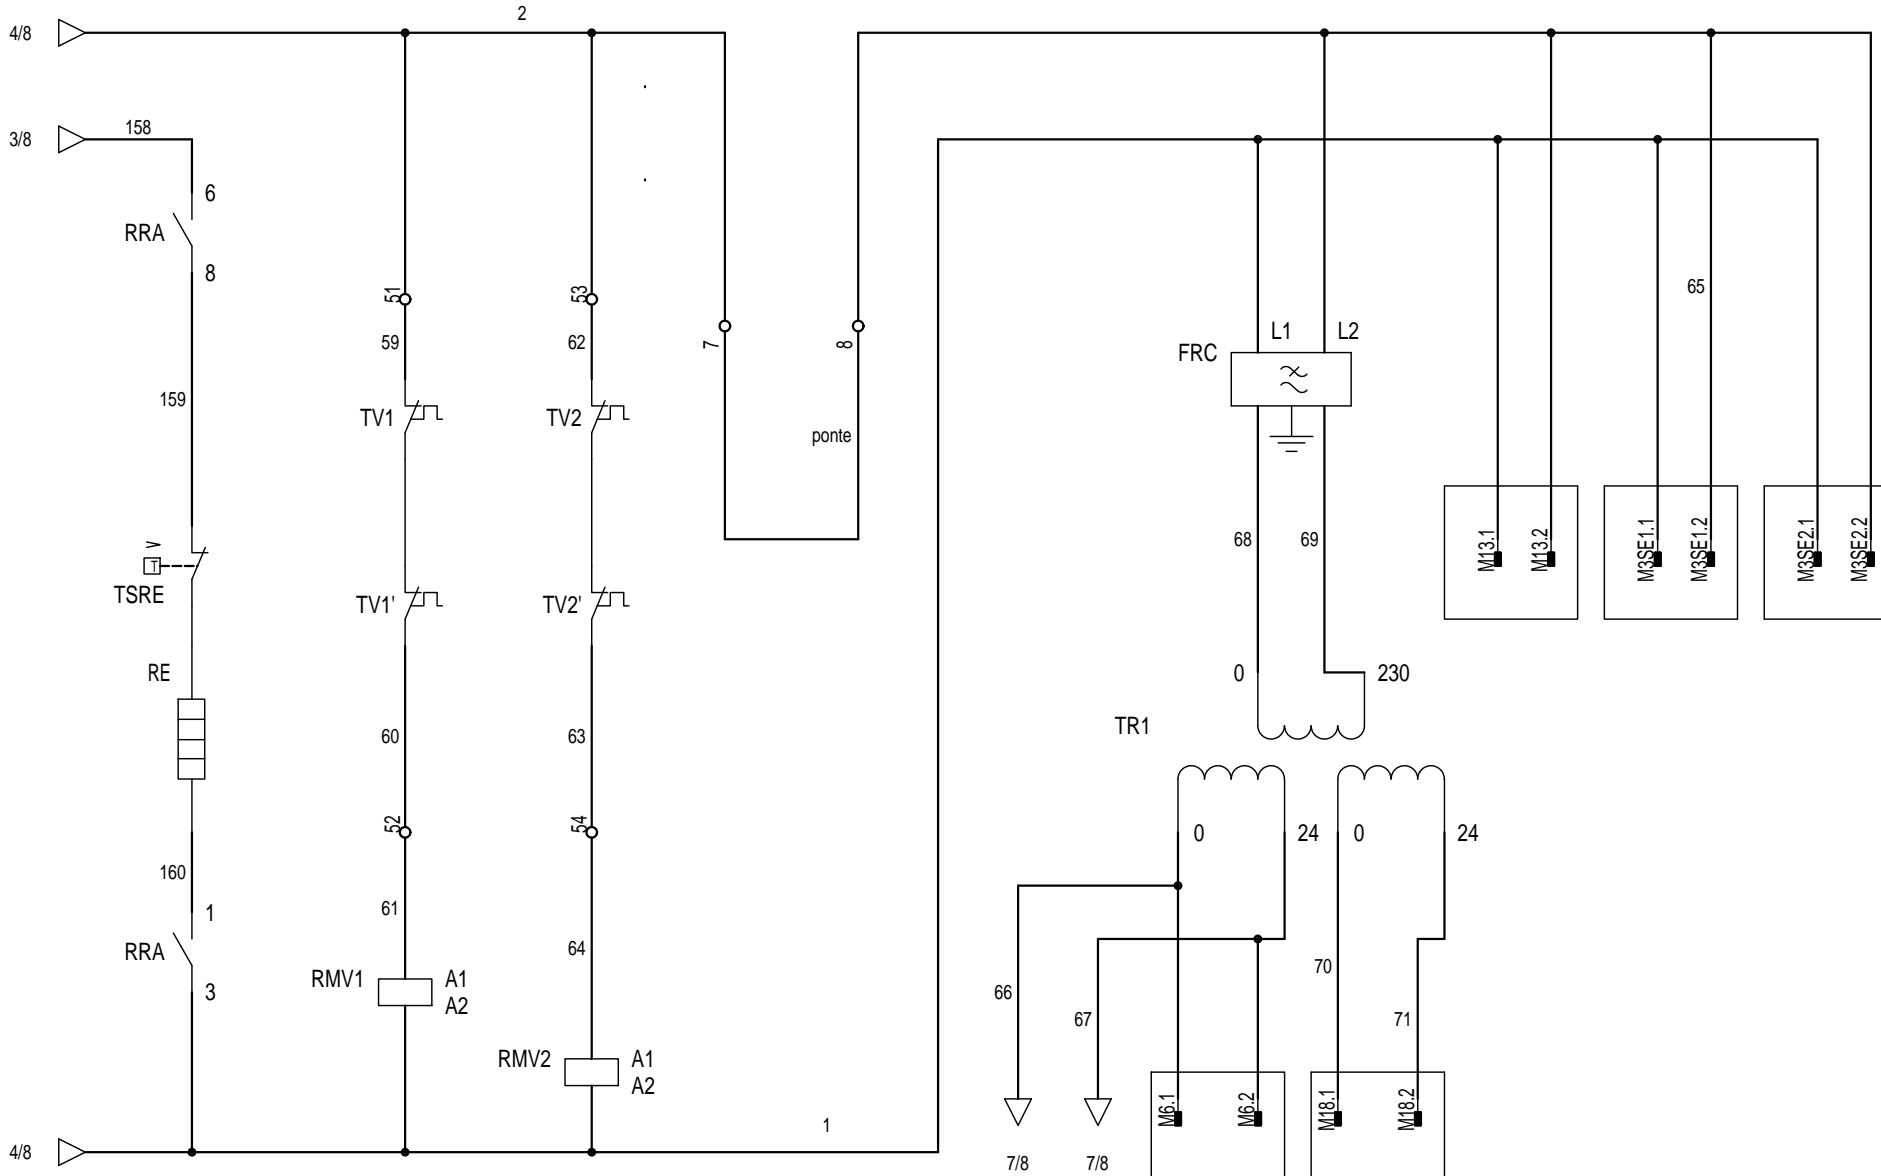 2
4/8
3/8
158
6
RRA
8
51
53
65
59
62
7
8
L1
L2
FRC
159
TV1
TV2
ponte
M13.1
M13.2
M3SE1.1
M3SE1.2
M3SE2.1
M3SE2.2
68
69
V
T
TSRE
TV1'
TV2'
RE
0
230
TR1
60
63
52
54
0
24
0
24
160
61
1
RRA
64
3
RMV1
A1
A2
66
67
70
71
RMV2
A1
A2
M6.1
M6.2
M18.1
M18.2
1
4/8
7/8
7/8